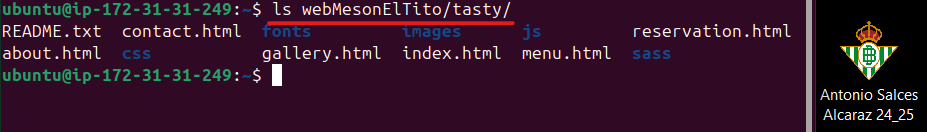 ubuntu@ip-172-31-31-249:~$ ls webMesonElTito/tasty/
README.txt contact.html fonts images js reservation.html
about.html css gallery.html index.html menu.html sass
ubuntu@ip-172-31-31-249:~$
Antonio Salces
Alcaraz 24_25